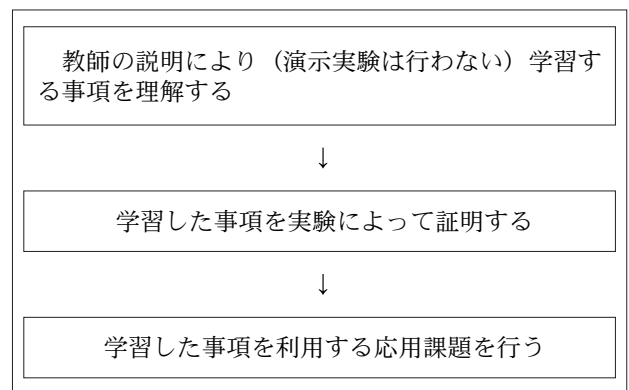 教師の説明により（演示実験は行わない）学習す
る事項を理解する
↓
学習した事項を実験によって証明する
↓
学習した事項を利用する応用課題を行う